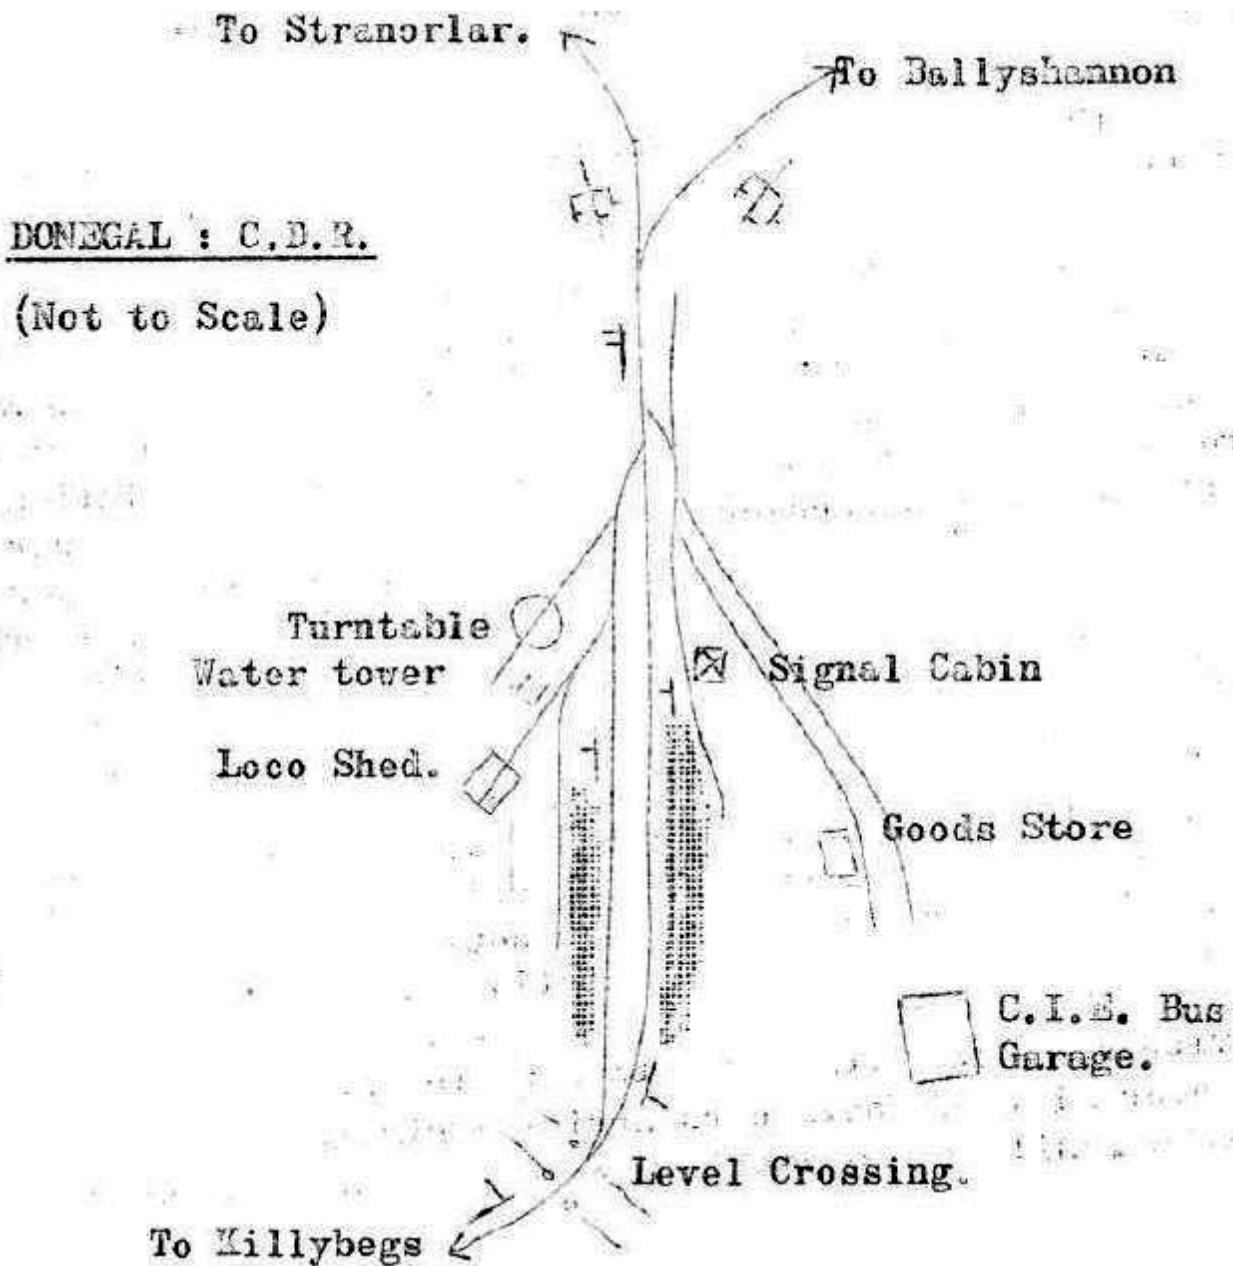 To Stranorlar.
To Ballyshannon
DONEGAL : C.D.R.
(Not to Scale)
Turntable
Water tower
Signal Cabin
Loco Shed.
Goods Store
C.I.E. Bus
Garage.
Level Crossing.
To Killybegs